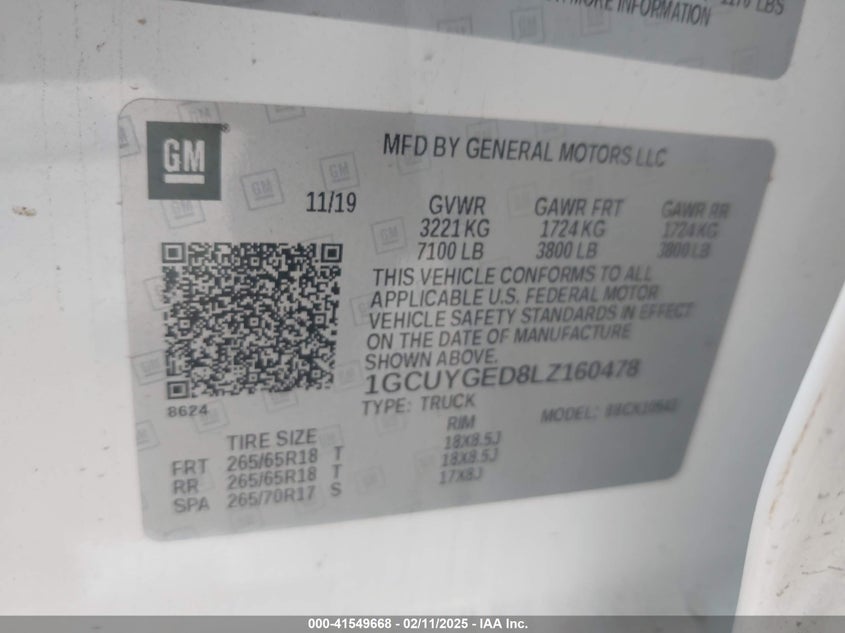 MORE INFORMATION
LBS
GM
MFD BY GENERAL MOTORS LLC
11/19
GVWR GAWR FRT GAWR RR
3221 KG 1724 KG 1724 KG
7100 LB 3800 LB 3800 LB
THIS VEHICLE CONFORMS TO ALL
APPLICABLE U.S. FEDERAL MOTOR
VEHICLE SAFETY STANDARDS IN EFFECT
ON THE DATE OF MANUFACTURE
SHOWN ABOVE.
1GCUYGED8LZ160478
8624
TYPE: TRUCK
MODEL:
TIRE SIZE RIM
FRT 265/65R18 T 18X8.5J
RR 265/65R18 T 18X8.5J
SPA 265/70R17 S 17X8J
000-41549668 - 02/11/2025 - IAA Inc.